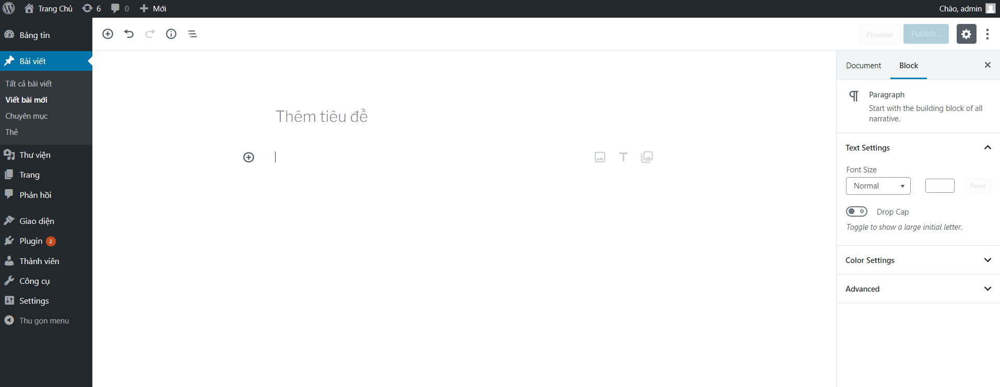 Trang Chủ 6 0 Mới Chào, admin
Bảng tin
Bài viết
Tất cả bài viết
Viết bài mới
Chuyên mục
Thẻ
Thư viện
Trang
Phản hồi
Giao diện
Plugin 2
Thành viên
Công cụ
Settings
Thu gọn menu
Preview Publish...
Thêm tiêu đề
Document Block
Paragraph
Start with the building block of all
narrative.
Text Settings
Font Size
Normal Reset
Drop Cap
Toggle to show a large initial letter.
Color Settings
Advanced